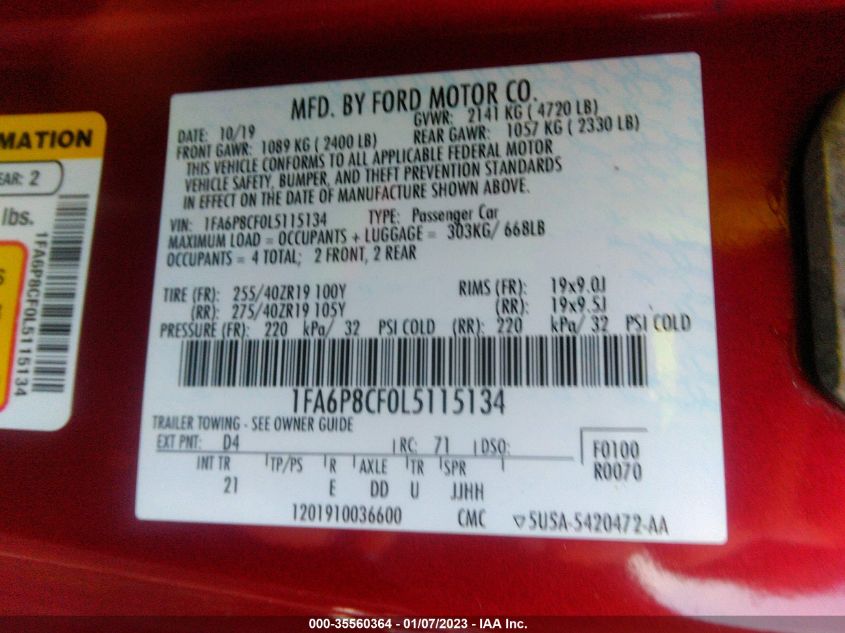 MFD. BY FORD MOTOR CO.
DATE: 10/19 GVWR: 2141 KG ( 4720 LB)
FRONT GAWR: 1089 KG ( 2400 LB) REAR GAWR: 1057 KG ( 2330 LB)
THIS VEHICLE CONFORMS TO ALL APPLICABLE FEDERAL MOTOR
VEHICLE SAFETY, BUMPER, AND THEFT PREVENTION STANDARDS
IN EFFECT ON THE DATE OF MANUFACTURE SHOWN ABOVE.
VIN: 1FA6P8CF0L5115134 TYPE: Passenger Car
MAXIMUM LOAD = OCCUPANTS + LUGGAGE = 303KG/ 668LB
OCCUPANTS = 4 TOTAL; 2 FRONT, 2 REAR
TIRE (FR): 255/40ZR19 100Y RIMS (FR): 19x9.0J
(RR): 275/40ZR19 105Y (RR): 19x9.5J
PRESSURE (FR): 220 kPa/ 32 PSI COLD (RR): 220 kPa/ 32 PSI COLD
1FA6P8CF0L5115134
TRAILER TOWING - SEE OWNER GUIDE
EXT PNT: D4 RC: 71 DSO: F0100
R0070
INT TR TP/PS R AXLE TR SPR
21 E DD U JJHH
1201910036600 CMC 5USA-5420472-AA
MATION
EAR: 2
lbs.
S
1FA6P8CF0L5115134
000-35560364 - 01/07/2023 - IAA Inc.